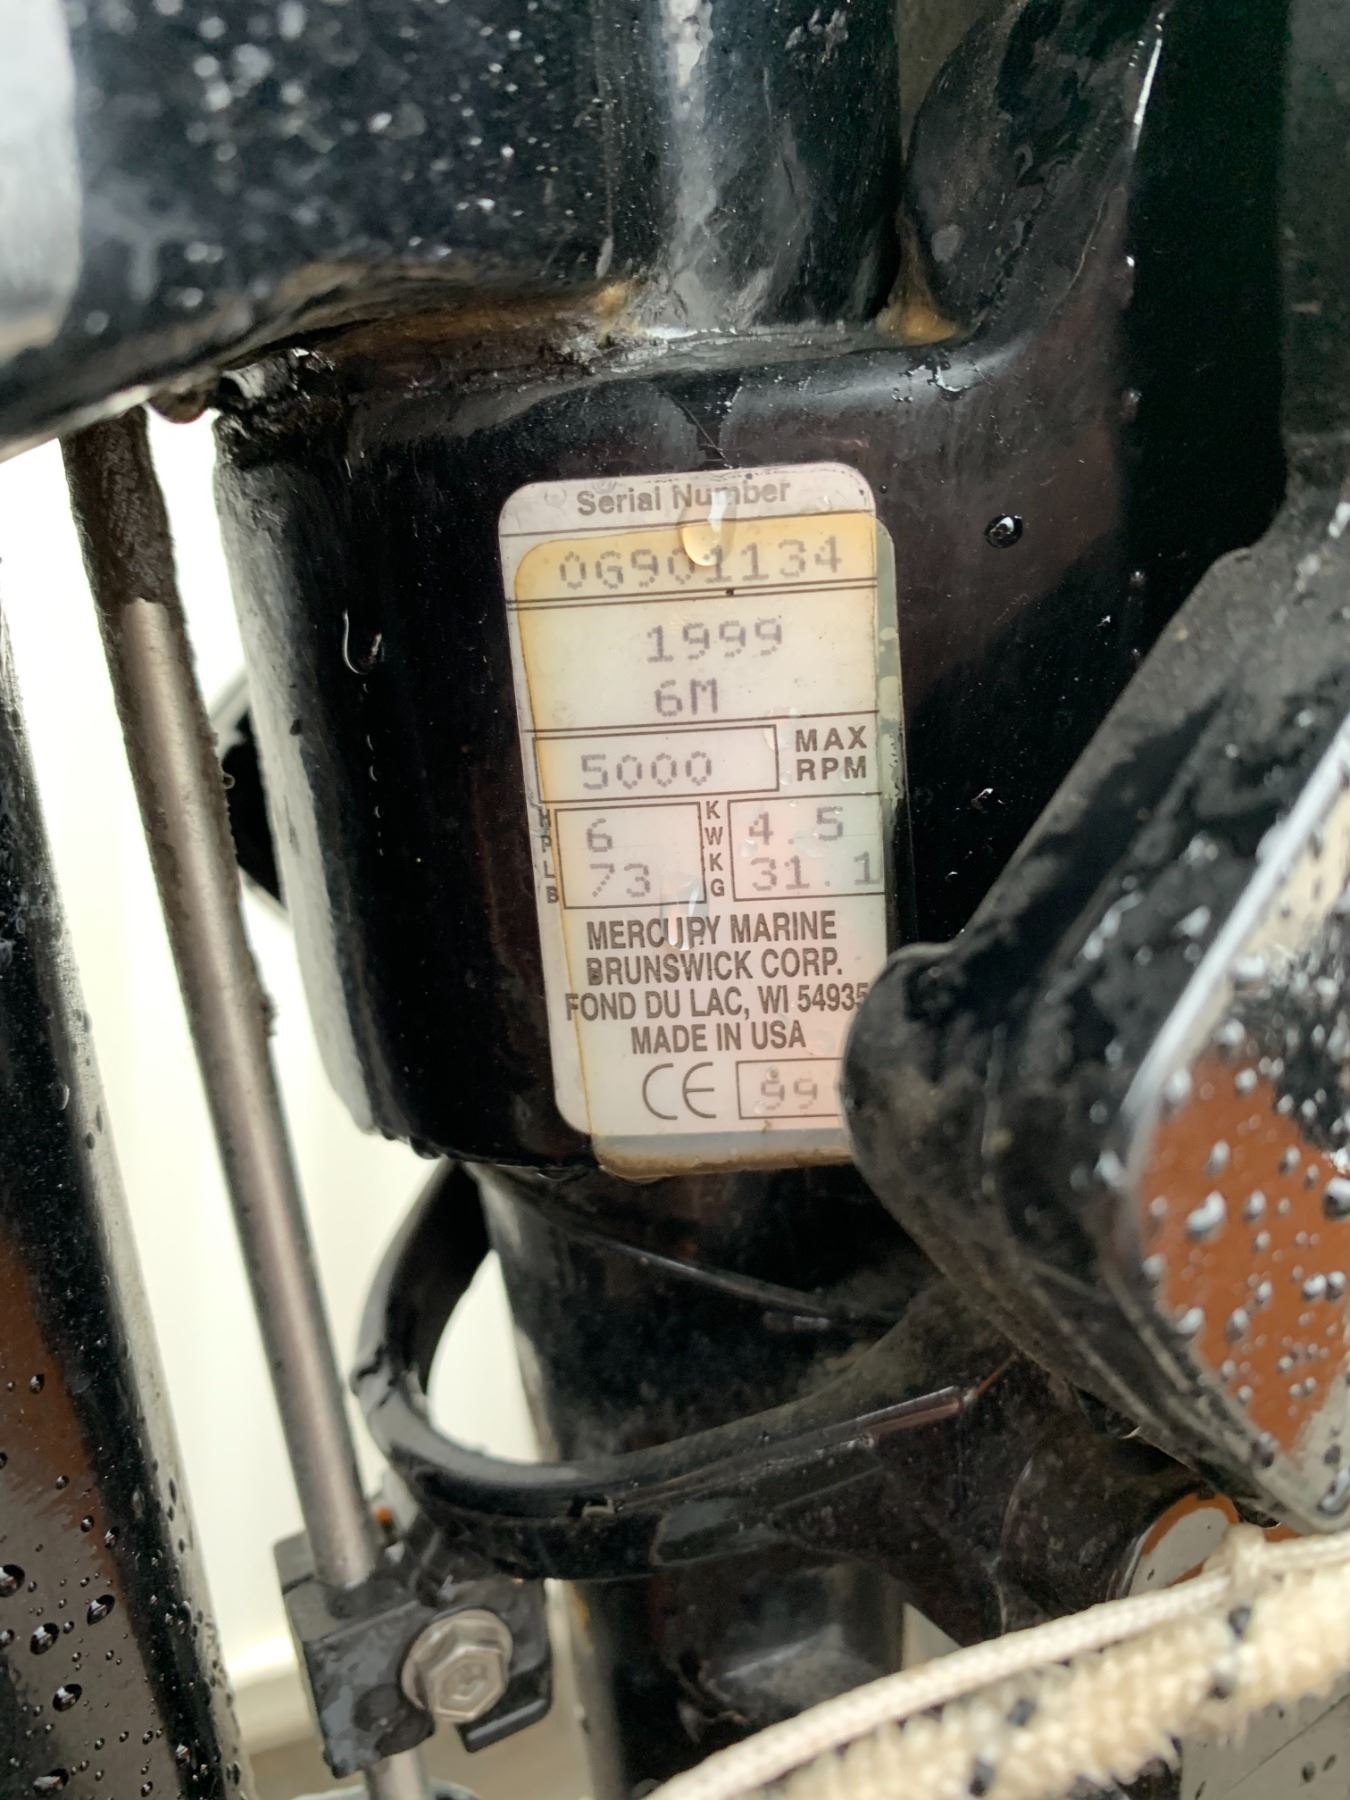 Serial Number
0G901134
1999
6M
5000 MAX RPM
HP 6 KW 4.5
LB 73 KG 31.1
MERCURY MARINE
BRUNSWICK CORP.
FOND DU LAC, WI 54935
MADE IN USA
CE 99